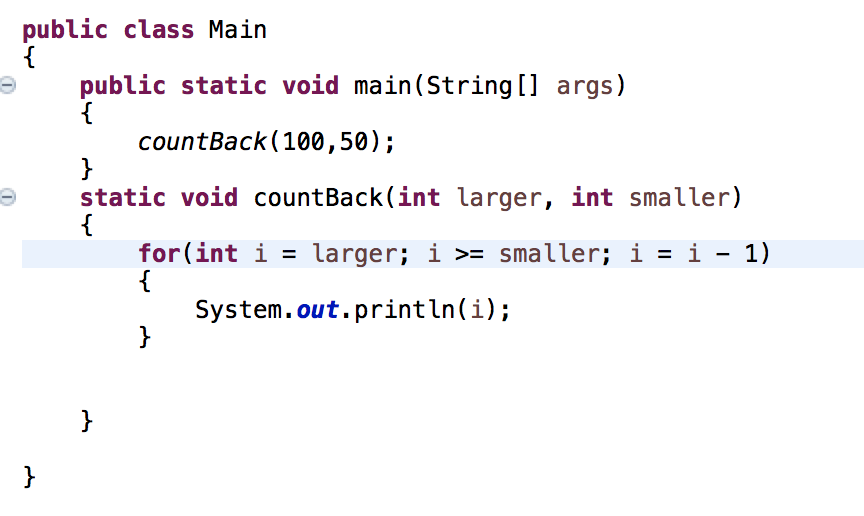 public class Main
{
public static void main(String[] args)
{
countBack(100,50);
}
static void countBack(int larger, int smaller)
{
for(int i = larger; i >= smaller; i = i - 1)
{
System.out.println(i);
}
}
}